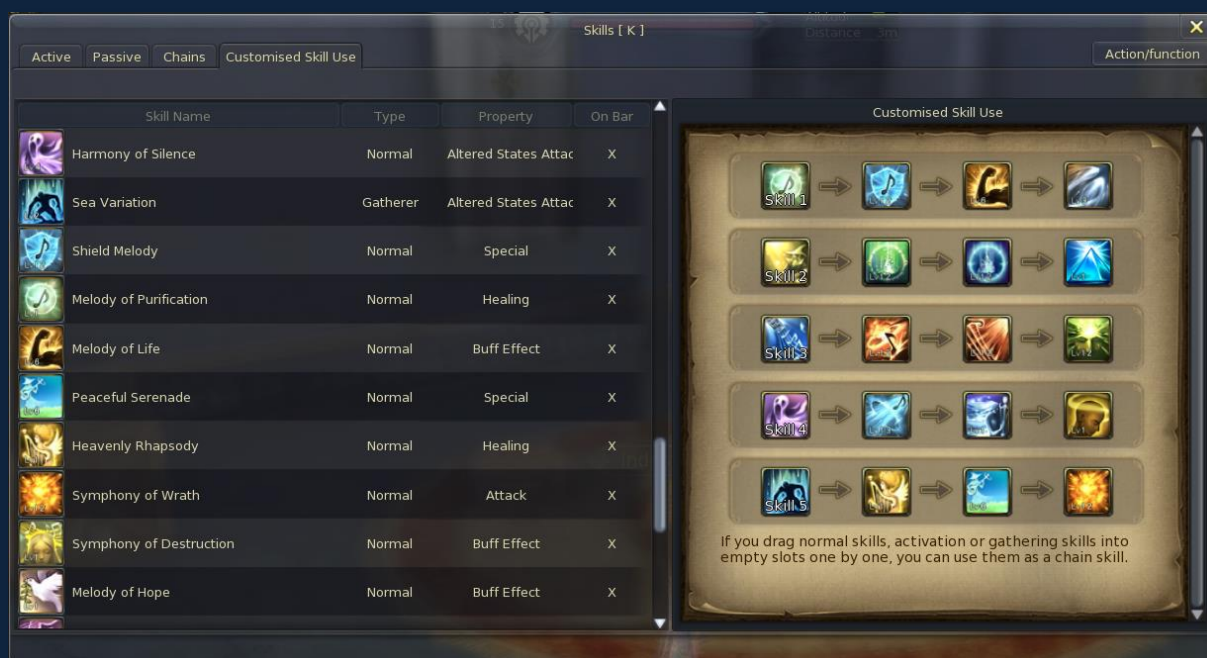 Skills [ K ]
Distance 3m
Active Passive Chains Customised Skill Use
Action/function
Skill Name Type Property On Bar
Harmony of Silence Normal Altered States Attac X
Sea Variation Gatherer Altered States Attac X
Shield Melody Normal Special X
Melody of Purification Normal Healing X
Melody of Life Normal Buff Effect X
Peaceful Serenade Normal Special X
Heavenly Rhapsody Normal Healing X
Symphony of Wrath Normal Attack X
Symphony of Destruction Normal Buff Effect X
Melody of Hope Normal Buff Effect X
Customised Skill Use
Skill 1
Skill 2
Skill 3
Skill 4
Skill 5
If you drag normal skills, activation or gathering skills into
empty slots one by one, you can use them as a chain skill.